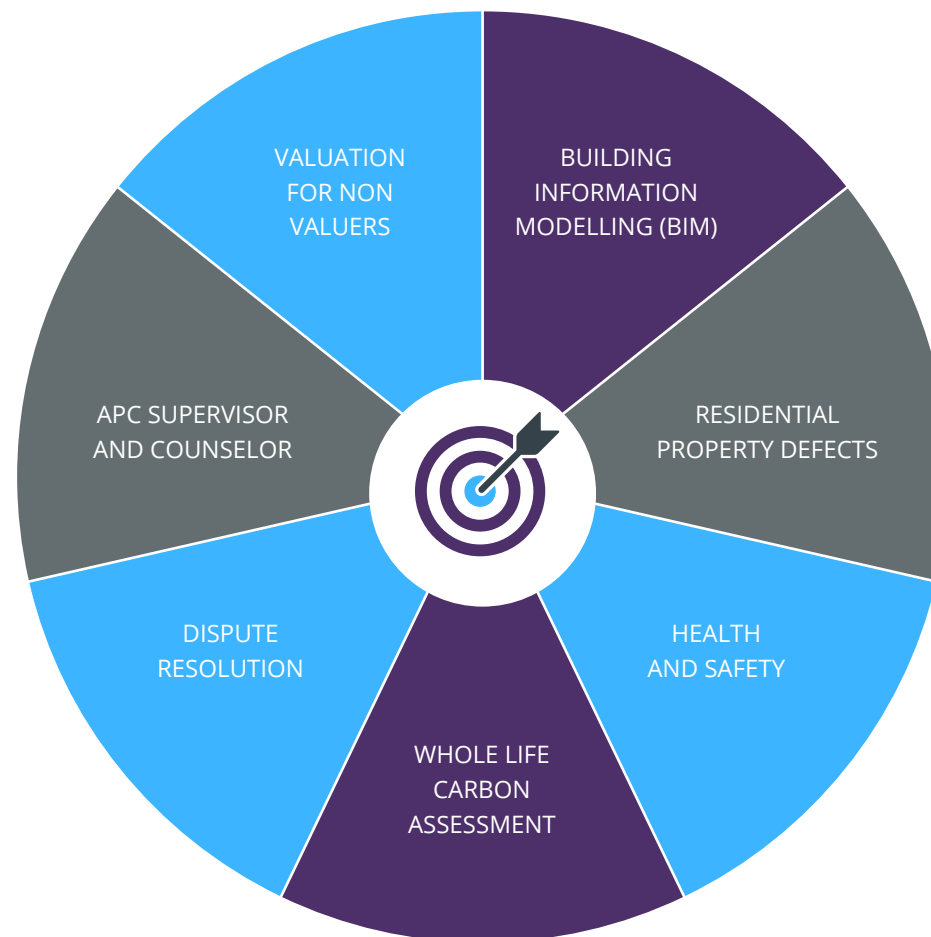 VALUATION
FOR NON
VALUERS
BUILDING
INFORMATION
MODELLING (BIM)
APC SUPERVISOR
AND COUNSELOR
RESIDENTIAL
PROPERTY DEFECTS
DISPUTE
RESOLUTION
HEALTH
AND SAFETY
WHOLE LIFE
CARBON
ASSESSMENT